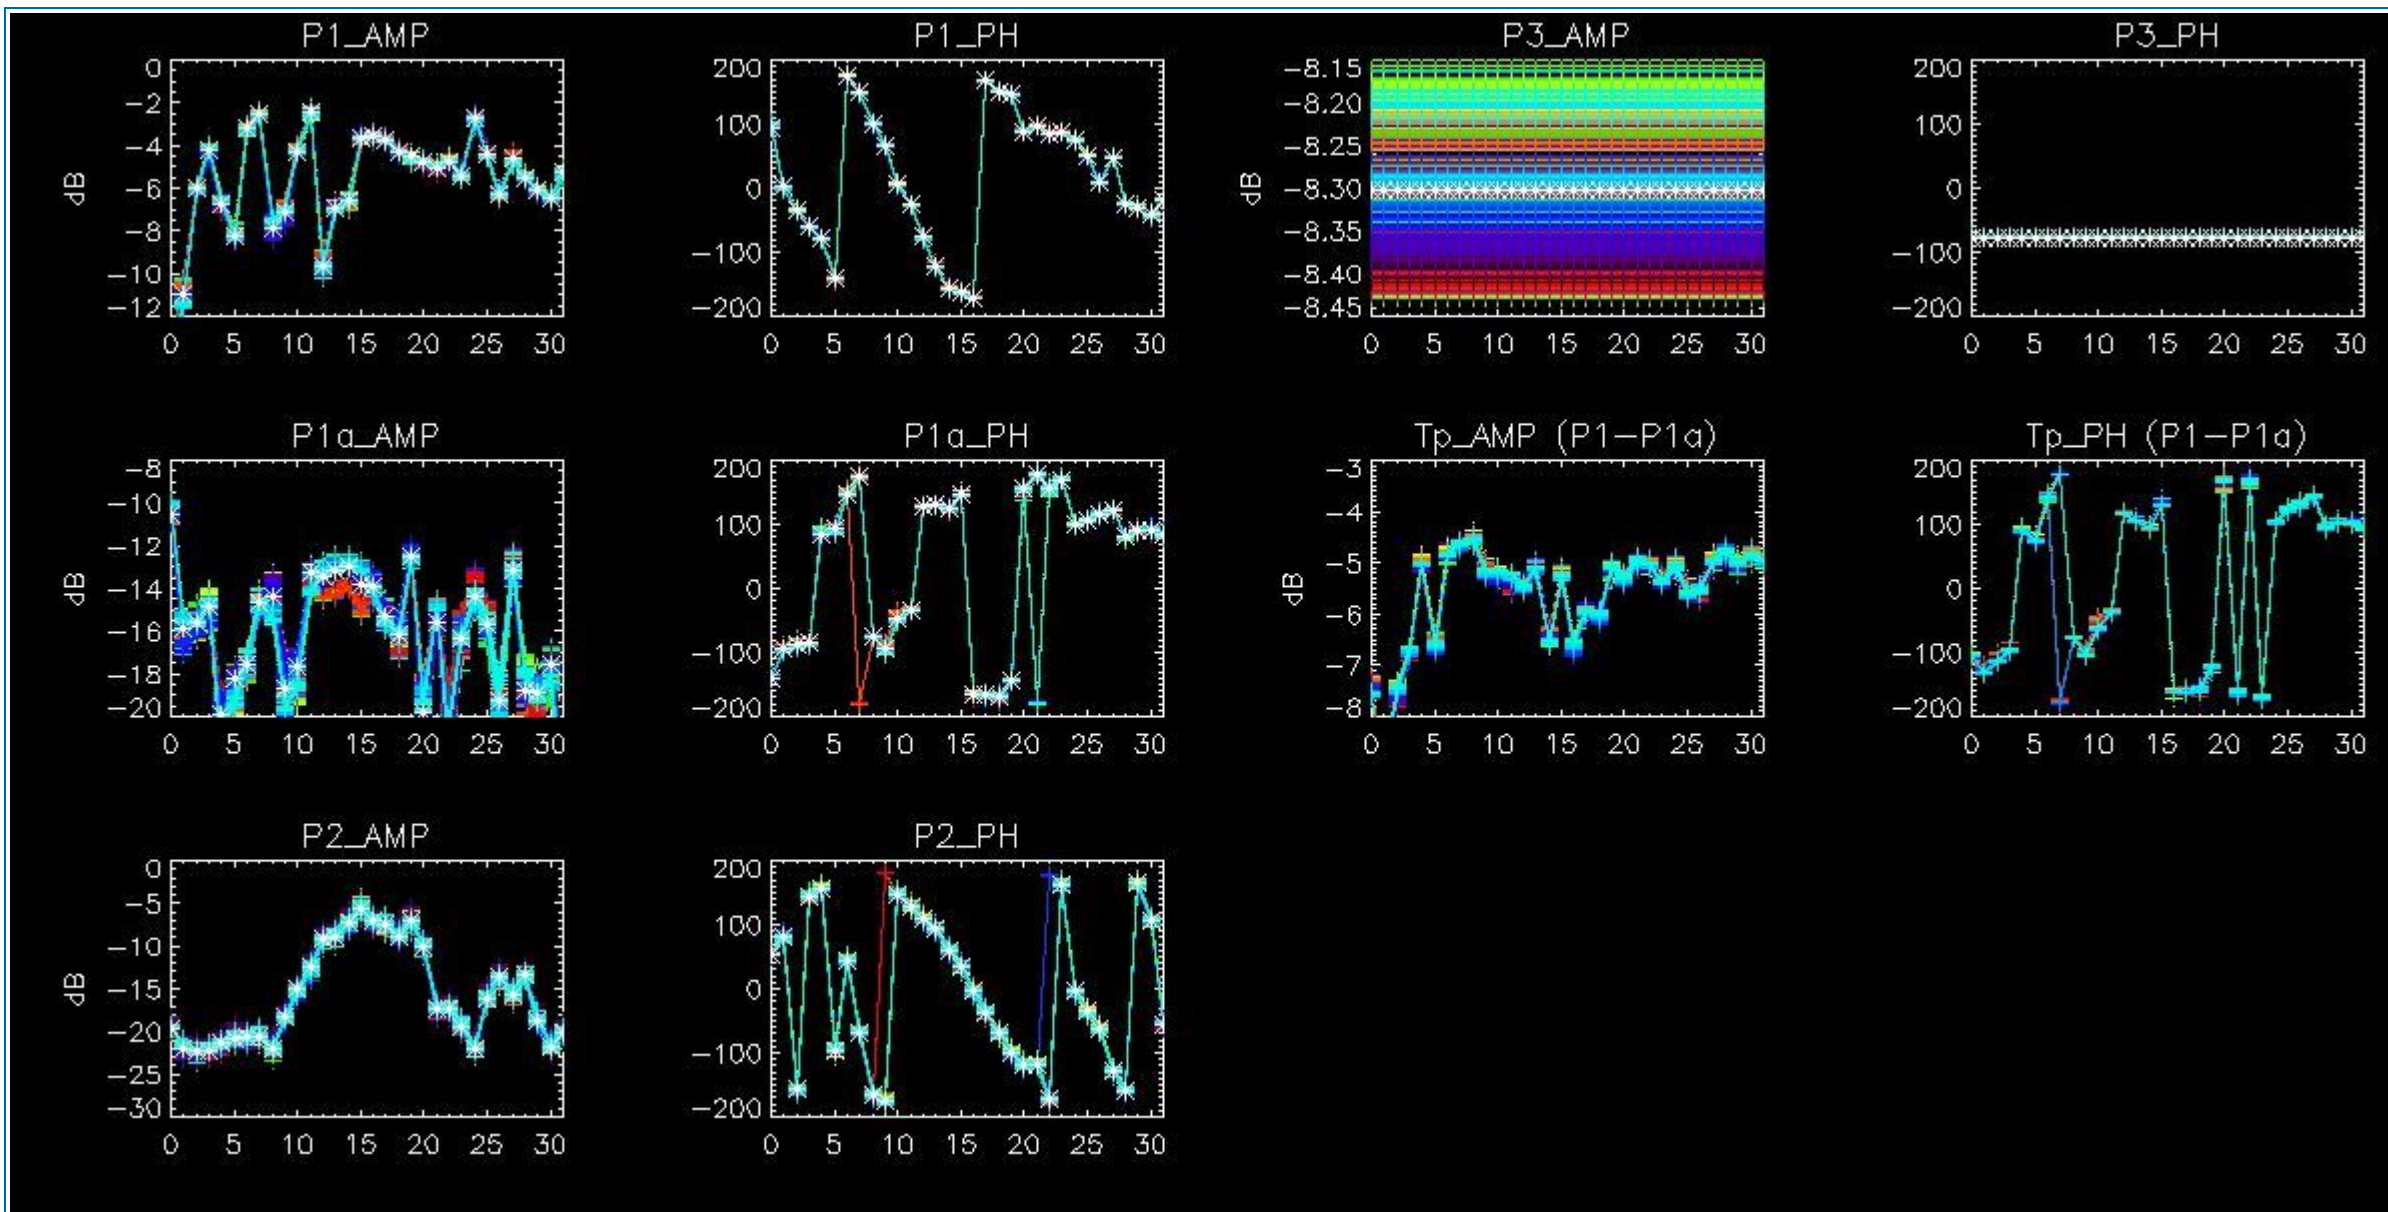 P1_AMP P1_PH P3_AMP P3_PH
0 200 −8.15 200
−2 −8.20
−4 100 −8.25 100
dB −6 0 dB −8.30 0
−8 −8.35
−10 −100 −8.40 −100
−12 −200 −8.45 −200
0 5 10 15 20 25 30 0 5 10 15 20 25 30 0 5 10 15 20 25 30 0 5 10 15 20 25 30
P1a_AMP P1a_PH Tp_AMP (P1−P1a) Tp_PH (P1−P1a)
−8 200 −3 200
−10 100 −4 100
−12 −5
dB −14 0 dB 0
−16 −6
−18 −100 −7 −100
−20 −200 −8 −200
0 5 10 15 20 25 30 0 5 10 15 20 25 30 0 5 10 15 20 25 30 0 5 10 15 20 25 30
P2_AMP P2_PH
0 200
−5 100
−10
dB −15 0
−20 −100
−25
−30 −200
0 5 10 15 20 25 30 0 5 10 15 20 25 30